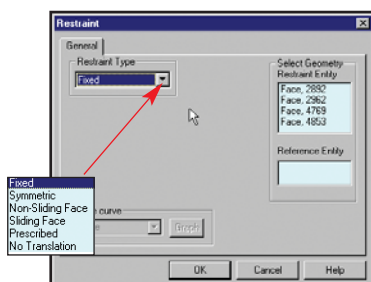 Restraint
General
Restraint Type
Fixed
Select Geometry
Restraint Entity
Face, 2892
Face, 2962
Face, 4769
Face, 4853
Reference Entity
Fixed
Symmetric
Non-Sliding Face
Sliding Face
Prescribed
No Translation
curve
Graph
OK
Cancel
Help